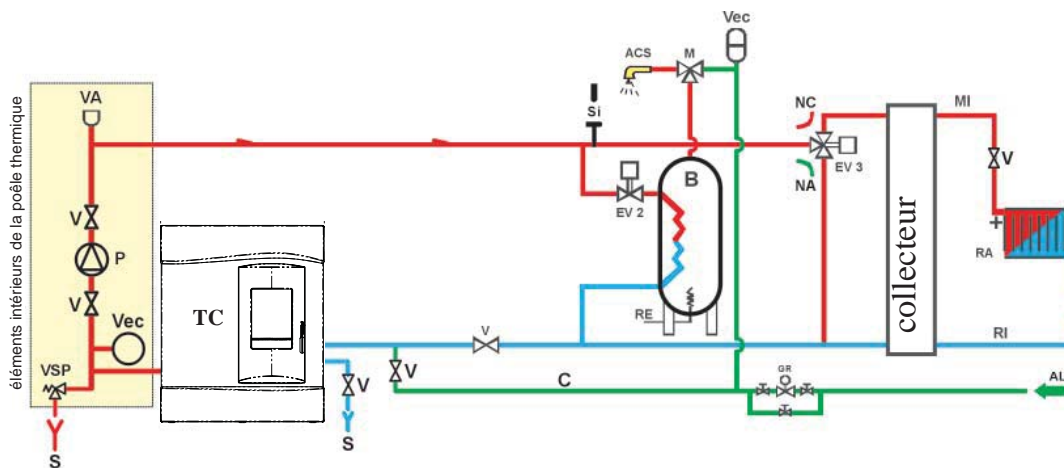 éléments intérieurs de la poêle thermique
VA
V
P
V
Vec
VSP
S
TC
V
S
V
C
V
Si
EV 2
B
RE
ACS
M
Vec
NC
NA
EV 3
GR
collecteur
MI
V
RA
RI
AL